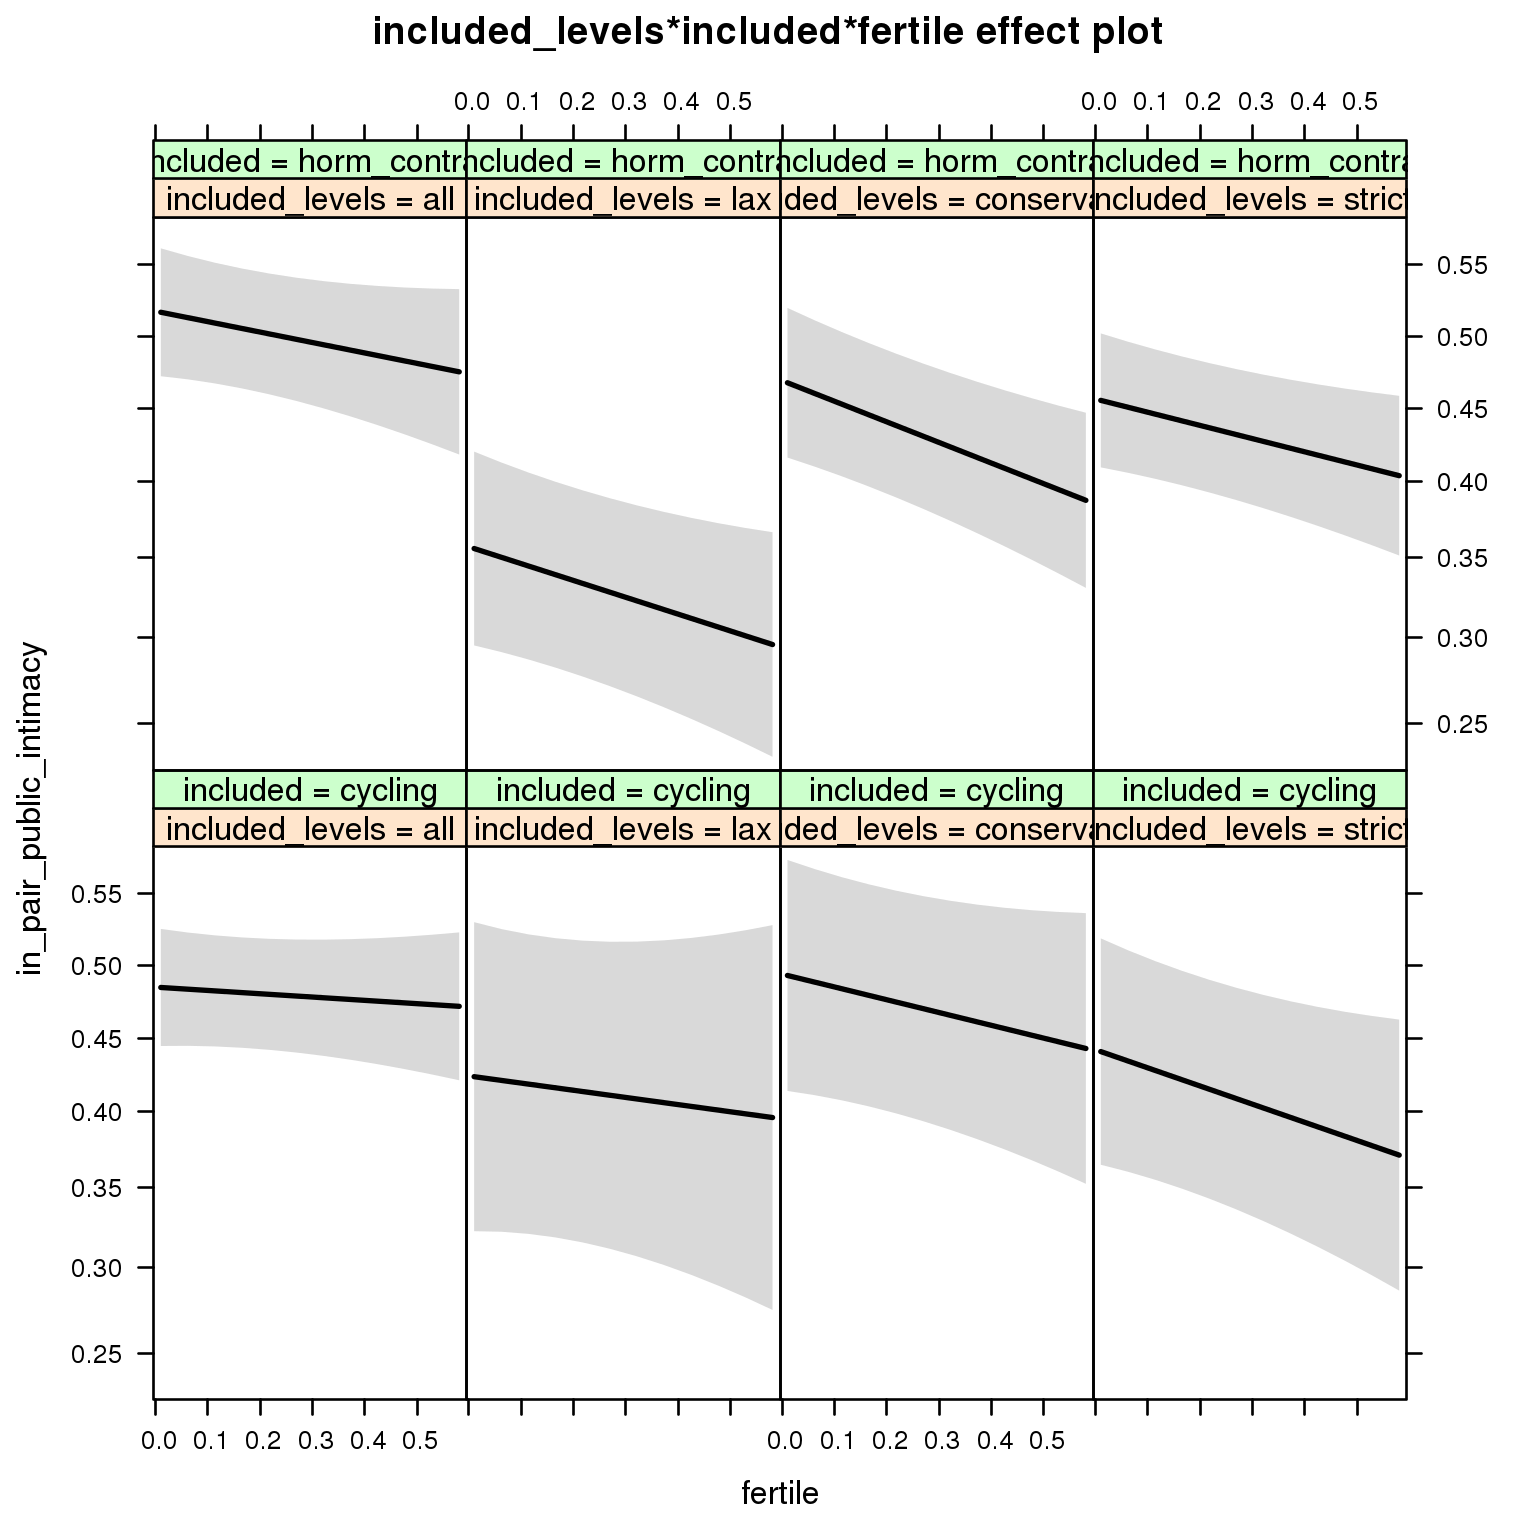 included_levels*included*fertile effect plot
0.0 0.1 0.2 0.3 0.4 0.5 0.0 0.1 0.2 0.3 0.4 0.5
ncluded = horm_contra ncluded = horm_contra ncluded = horm_contra ncluded = horm_contra
included_levels = all included_levels = lax ded_levels = conserva ncluded_levels = strict
0.55
0.50
0.45
0.40
0.35
0.30
0.25
in_pair_public_intimacy
included = cycling included = cycling included = cycling included = cycling
included_levels = all included_levels = lax ded_levels = conserva ncluded_levels = strict
0.55
0.50
0.45
0.40
0.35
0.30
0.25
0.0 0.1 0.2 0.3 0.4 0.5 0.0 0.1 0.2 0.3 0.4 0.5
fertile